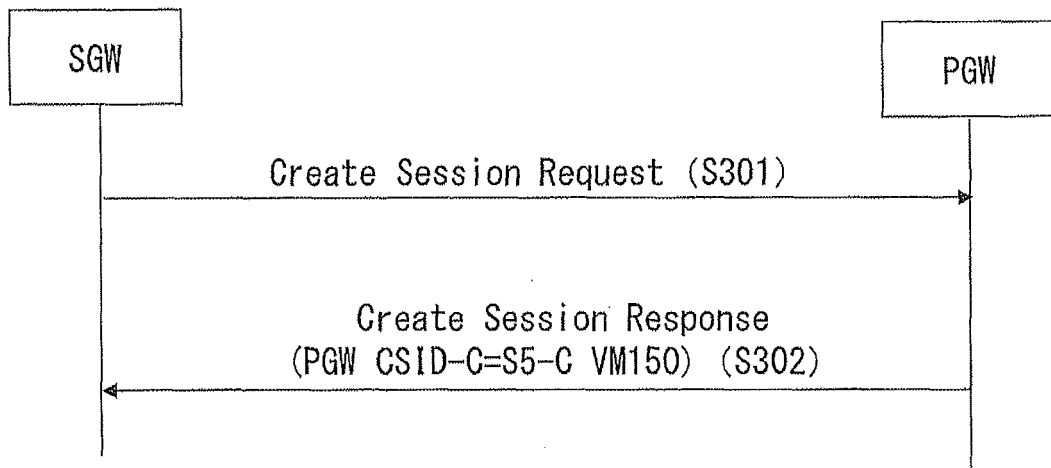 SGW
PGW
Create Session Request (S301)
Create Session Response
(PGW CSID-C=S5-C VM150) (S302)